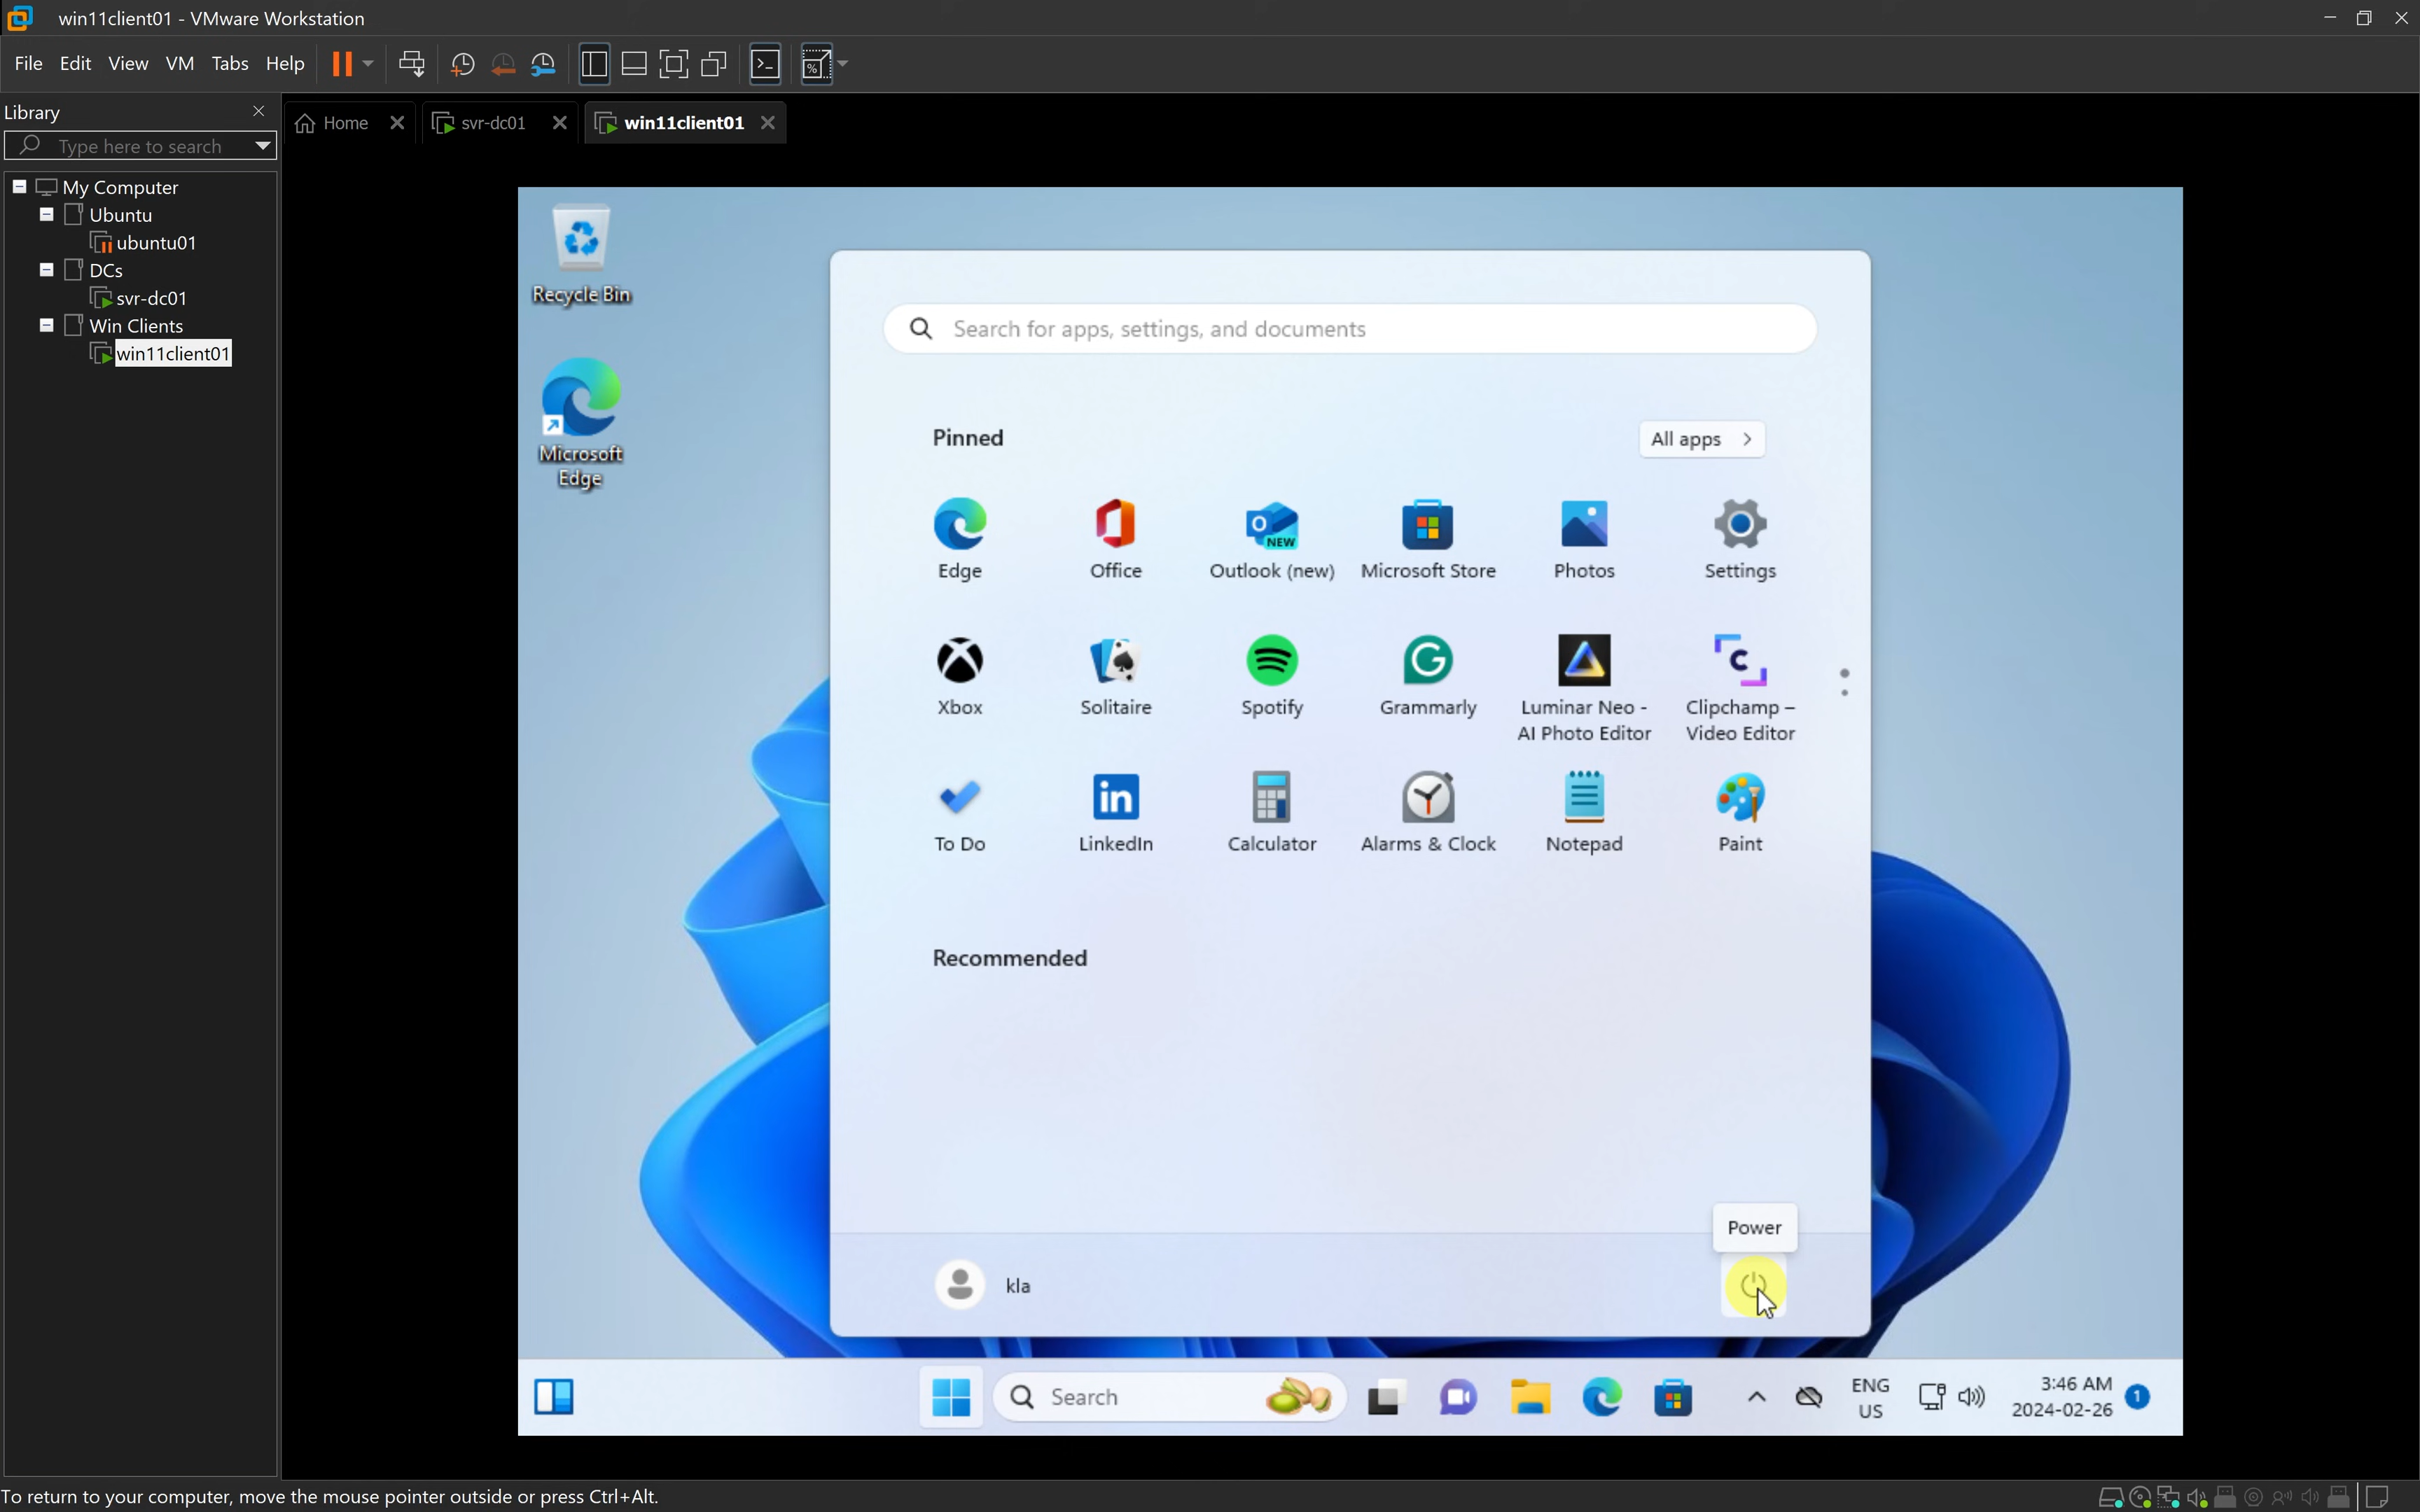 win11client01 - VMware Workstation
File Edit View VM Tabs Help
Library
Type here to search
My Computer
Ubuntu
ubuntu01
DCs
svr-dc01
Win Clients
win11client01
Home
svr-dc01
win11client01
Recycle Bin
Microsoft
Edge
Search for apps, settings, and documents
Pinned
All apps
Edge
Office
NEW
Outlook (new)
Microsoft Store
Photos
Settings
Xbox
Solitaire
Spotify
Grammarly
Luminar Neo -
AI Photo Editor
Clipchamp –
Video Editor
To Do
LinkedIn
Calculator
Alarms & Clock
Notepad
Paint
Recommended
Power
kla
Search
ENG
US
3:46 AM
2024-02-26
1
To return to your computer, move the mouse pointer outside or press Ctrl+Alt.